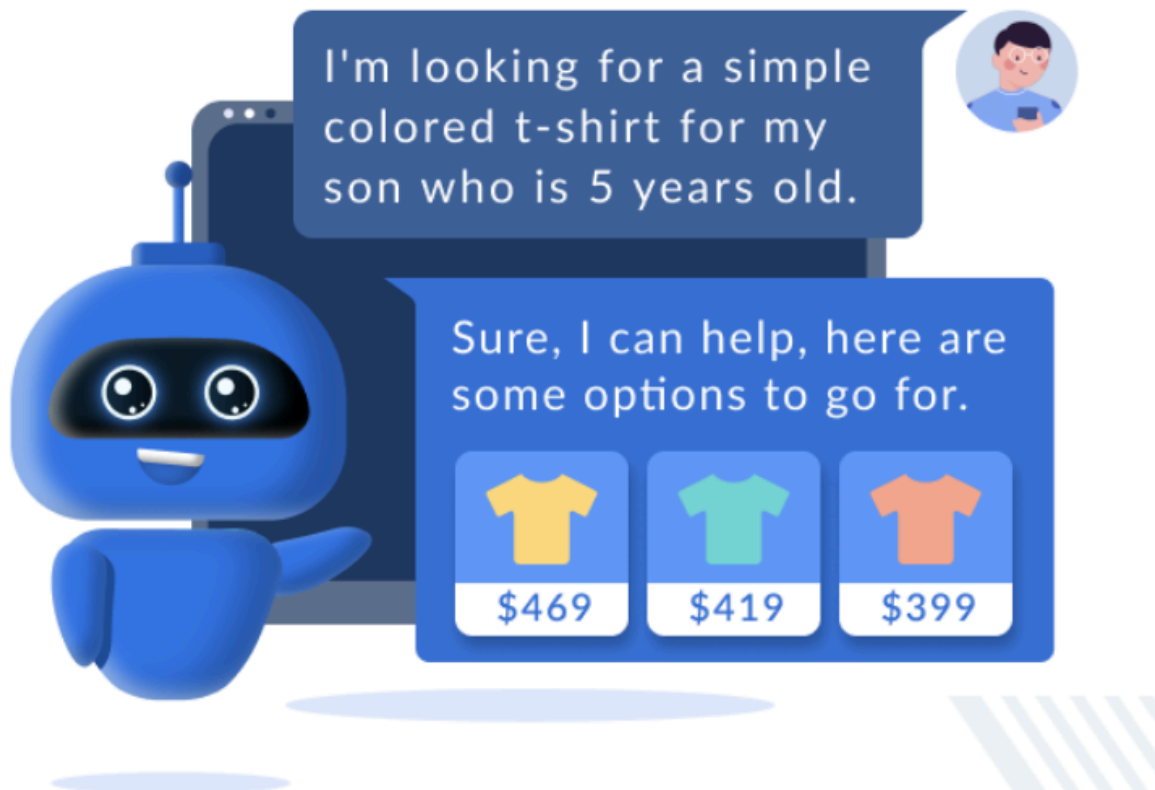 I'm looking for a simple
colored t-shirt for my
son who is 5 years old.
Sure, I can help, here are
some options to go for.
$469
$419
$399